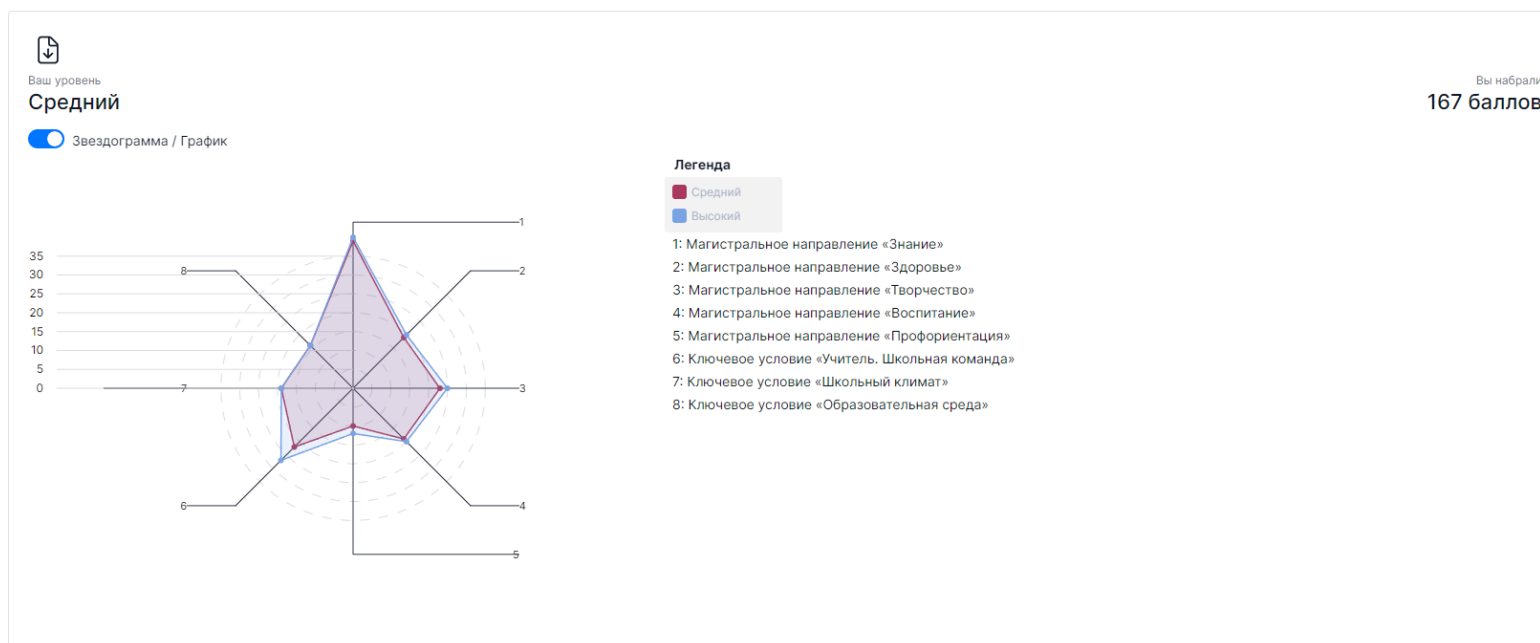 Ваш уровень
Средний
Вы набрали
167 баллов
Звездограмма / График
Легенда
Средний
Высокий
1: Магистральное направление «Знание»
2: Магистральное направление «Здоровье»
3: Магистральное направление «Творчество»
4: Магистральное направление «Воспитание»
5: Магистральное направление «Профориентация»
6: Ключевое условие «Учитель. Школьная команда»
7: Ключевое условие «Школьный климат»
8: Ключевое условие «Образовательная среда»
1
2
3
4
5
6
7
8
35
30
25
20
15
10
5
0